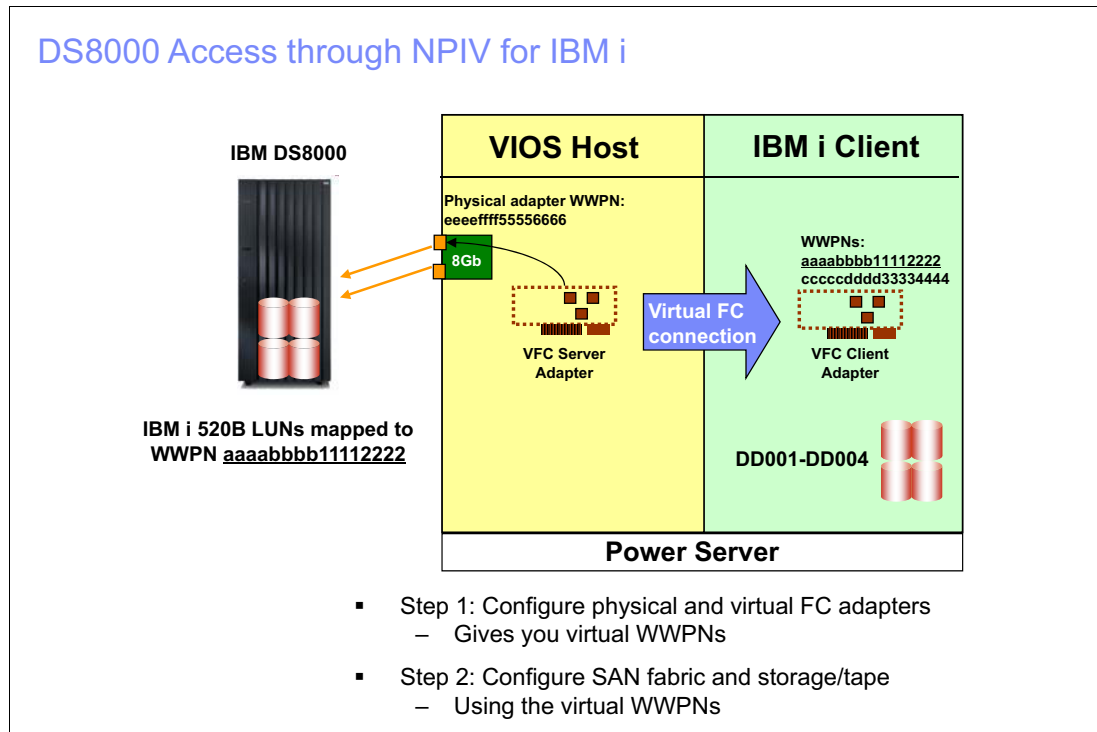 DS8000 Access through NPIV for IBM i
IBM DS8000
VIOS Host
IBM i Client
Physical adapter WWPN:
eeeeffff55556666
8Gb
WWPNs:
aaaabbbb11112222
cccccdddd33334444
Virtual FC
connection
VFC Server
Adapter
VFC Client
Adapter
IBM i 520B LUNs mapped to
WWPN aaaabbbb11112222
DD001-DD004
Power Server
▪ Step 1: Configure physical and virtual FC adapters
– Gives you virtual WWPNs
▪ Step 2: Configure SAN fabric and storage/tape
– Using the virtual WWPNs